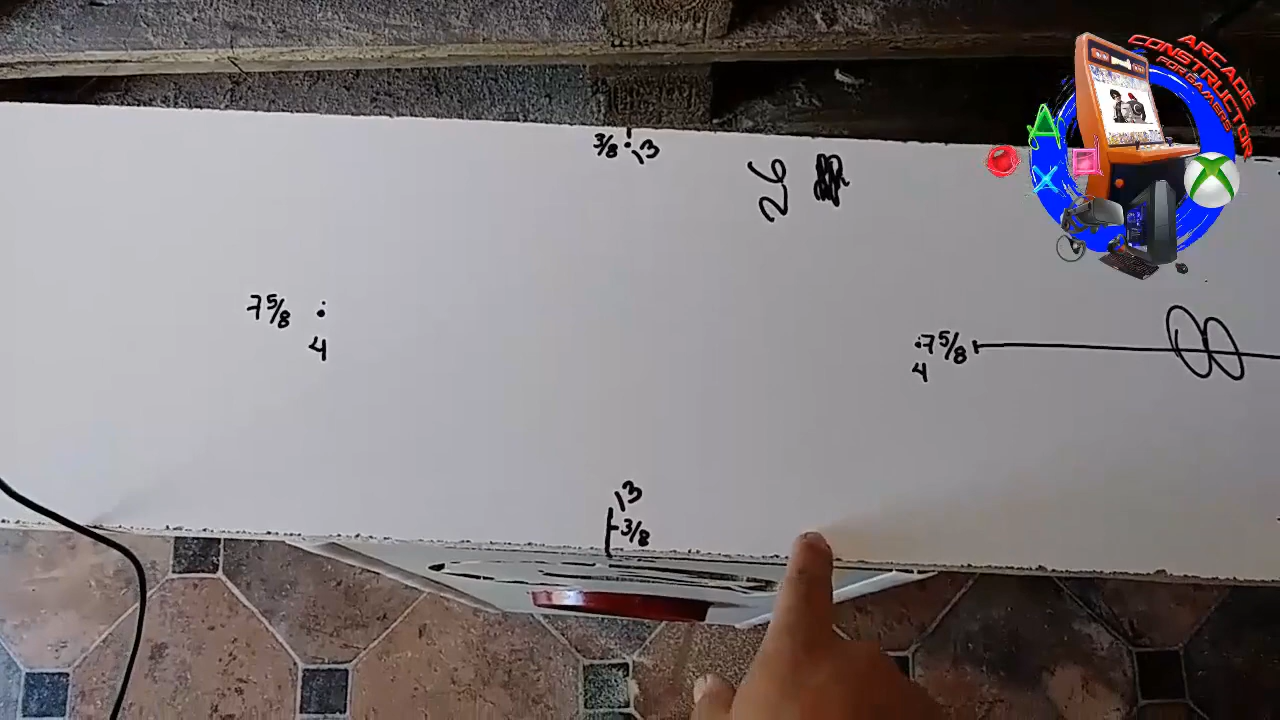 ARCADE
CONSTRUCTOR
FOR GAMERS
3/8 13
26
7 5/8
4
7 5/8
4
13
3/8